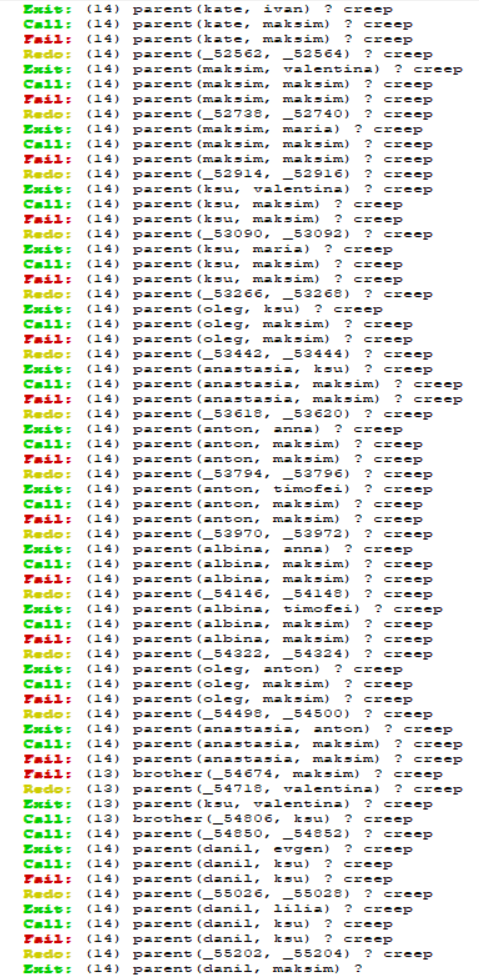 Exit: (14) parent(kate, ivan) ? creep
Call: (14) parent(kate, maksim) ? creep
Fail: (14) parent(kate, maksim) ? creep
Redo: (14) parent(_52562, _52564) ? creep
Exit: (14) parent(maksim, valentina) ? creep
Call: (14) parent(maksim, maksim) ? creep
Fail: (14) parent(maksim, maksim) ? creep
Redo: (14) parent(_52738, _52740) ? creep
Exit: (14) parent(maksim, maria) ? creep
Call: (14) parent(maksim, maksim) ? creep
Fail: (14) parent(maksim, maksim) ? creep
Redo: (14) parent(_52914, _52916) ? creep
Exit: (14) parent(ksu, valentina) ? creep
Call: (14) parent(ksu, maksim) ? creep
Fail: (14) parent(ksu, maksim) ? creep
Redo: (14) parent(_53090, _53092) ? creep
Exit: (14) parent(ksu, maria) ? creep
Call: (14) parent(ksu, maksim) ? creep
Fail: (14) parent(ksu, maksim) ? creep
Redo: (14) parent(_53266, _53268) ? creep
Exit: (14) parent(oleg, ksu) ? creep
Call: (14) parent(oleg, maksim) ? creep
Fail: (14) parent(oleg, maksim) ? creep
Redo: (14) parent(_53442, _53444) ? creep
Exit: (14) parent(anastasia, ksu) ? creep
Call: (14) parent(anastasia, maksim) ? creep
Fail: (14) parent(anastasia, maksim) ? creep
Redo: (14) parent(_53618, _53620) ? creep
Exit: (14) parent(anton, anna) ? creep
Call: (14) parent(anton, maksim) ? creep
Fail: (14) parent(anton, maksim) ? creep
Redo: (14) parent(_53794, _53796) ? creep
Exit: (14) parent(anton, timofei) ? creep
Call: (14) parent(anton, maksim) ? creep
Fail: (14) parent(anton, maksim) ? creep
Redo: (14) parent(_53970, _53972) ? creep
Exit: (14) parent(albina, anna) ? creep
Call: (14) parent(albina, maksim) ? creep
Fail: (14) parent(albina, maksim) ? creep
Redo: (14) parent(_54146, _54148) ? creep
Exit: (14) parent(albina, timofei) ? creep
Call: (14) parent(albina, maksim) ? creep
Fail: (14) parent(albina, maksim) ? creep
Redo: (14) parent(_54322, _54324) ? creep
Exit: (14) parent(oleg, anton) ? creep
Call: (14) parent(oleg, maksim) ? creep
Fail: (14) parent(oleg, maksim) ? creep
Redo: (14) parent(_54498, _54500) ? creep
Exit: (14) parent(anastasia, anton) ? creep
Call: (14) parent(anastasia, maksim) ? creep
Fail: (14) parent(anastasia, maksim) ? creep
Fail: (13) brother(_54674, maksim) ? creep
Redo: (13) parent(_54718, valentina) ? creep
Exit: (13) parent(ksu, valentina) ? creep
Call: (13) brother(_54806, ksu) ? creep
Call: (14) parent(_54850, _54852) ? creep
Exit: (14) parent(danil, evgen) ? creep
Call: (14) parent(danil, ksu) ? creep
Fail: (14) parent(danil, ksu) ? creep
Redo: (14) parent(_55026, _55028) ? creep
Exit: (14) parent(danil, lilia) ? creep
Call: (14) parent(danil, ksu) ? creep
Fail: (14) parent(danil, ksu) ? creep
Redo: (14) parent(_55202, _55204) ? creep
Exit: (14) parent(danil, maksim) ?